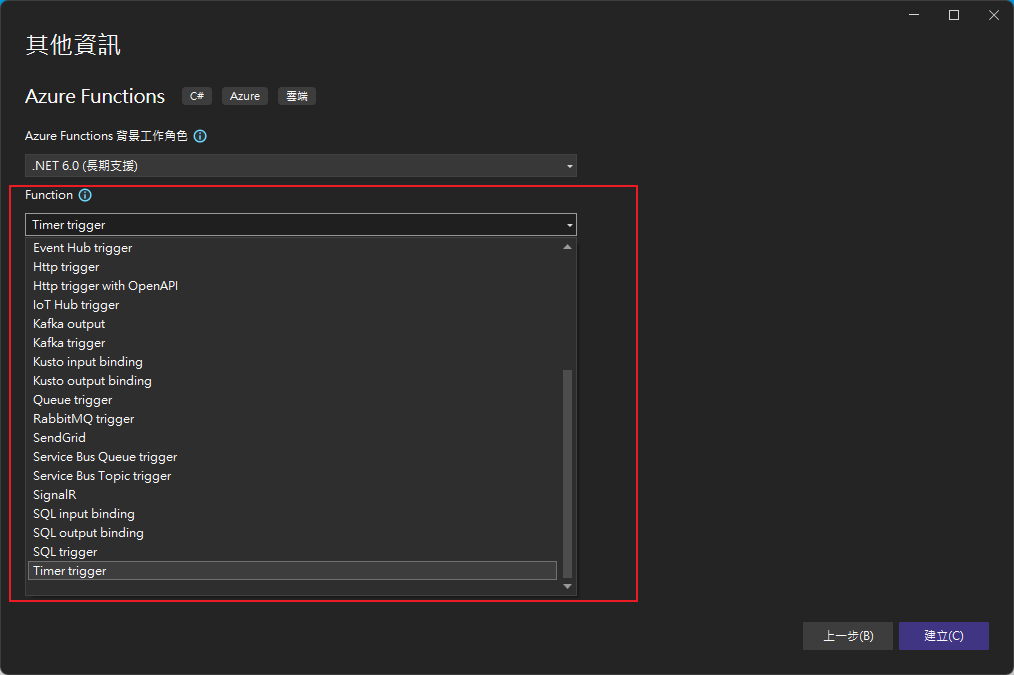 其他資訊
Azure Functions C# Azure 雲端
Azure Functions 背景工作角色
.NET 6.0 (長期支援)
Function
Timer trigger
Event Hub trigger
Http trigger
Http trigger with OpenAPI
IoT Hub trigger
Kafka output
Kafka trigger
Kusto input binding
Kusto output binding
Queue trigger
RabbitMQ trigger
SendGrid
Service Bus Queue trigger
Service Bus Topic trigger
SignalR
SQL input binding
SQL output binding
SQL trigger
Timer trigger
上一步(B) 建立(C)